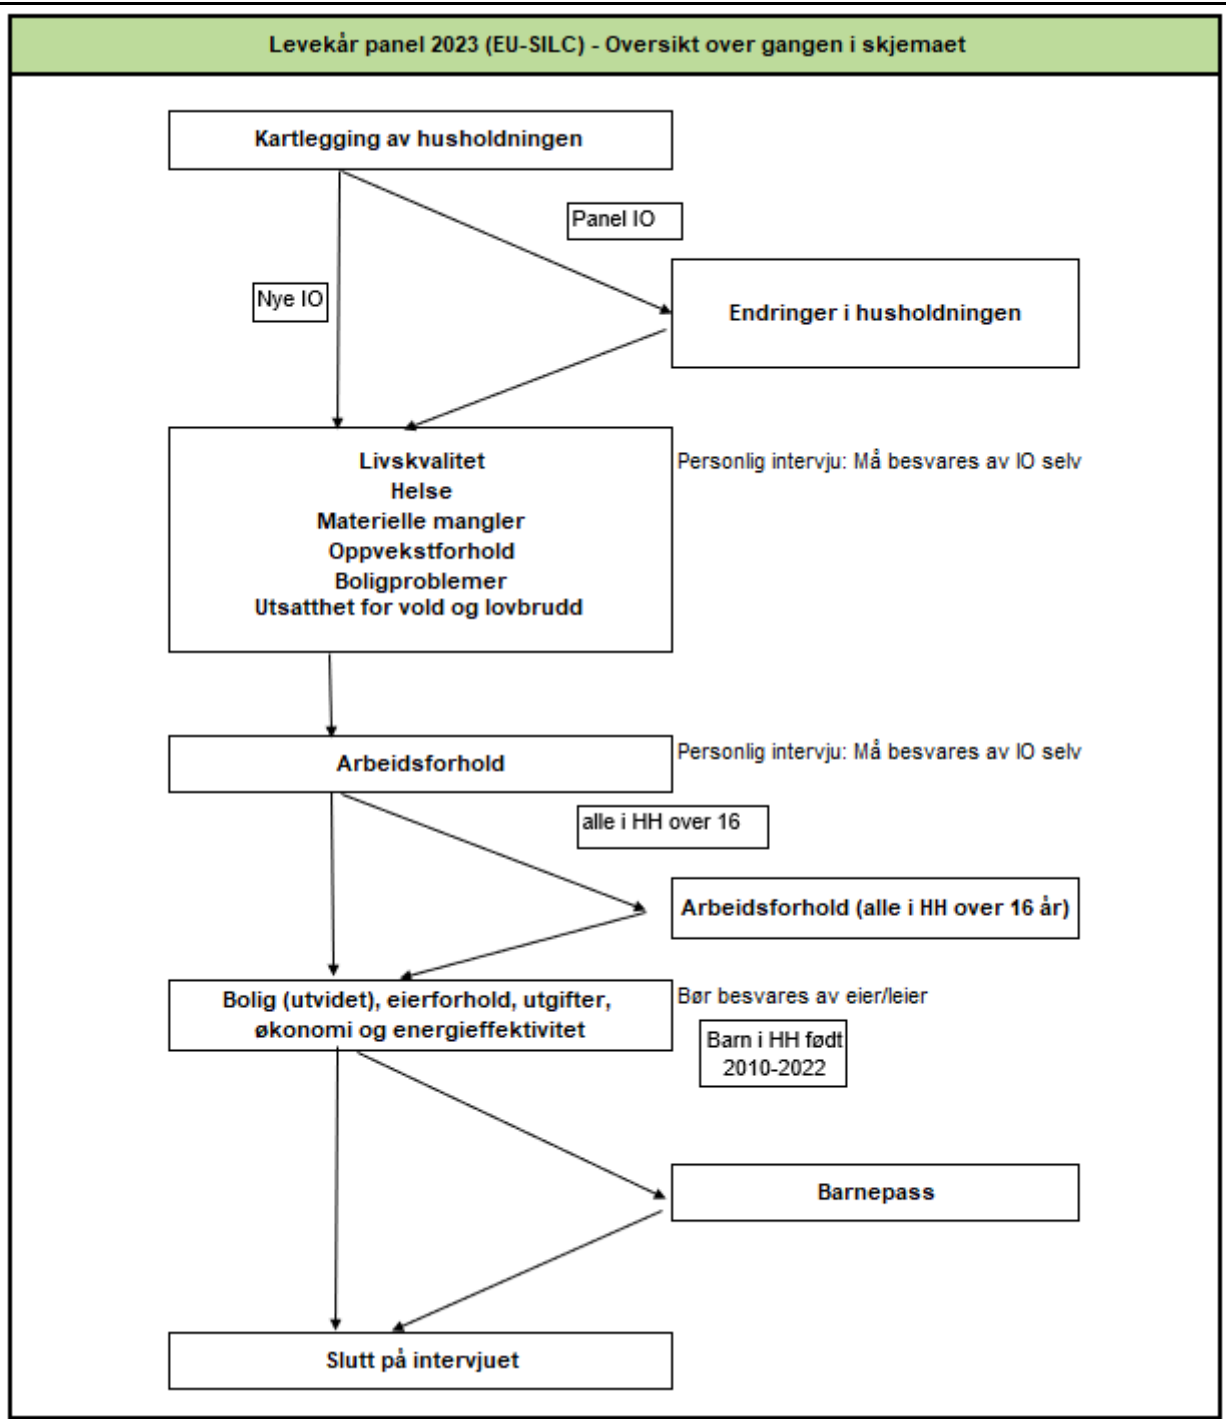 Levekår panel 2023 (EU-SILC) - Oversikt over gangen i skjemaet
Kartlegging av husholdningen
Panel IO
Nye IO
Endringer i husholdningen
Livskvalitet
Helse
Materielle mangler
Oppvekstforhold
Boligproblemer
Utsatthet for vold og lovbrudd
Personlig intervju: Må besvares av IO selv
Arbeidsforhold
Personlig intervju: Må besvares av IO selv
alle i HH over 16
Arbeidsforhold (alle i HH over 16 år)
Bolig (utvidet), eierforhold, utgifter,
økonomi og energieffektivitet
Bør besvares av eier/leier
Barn i HH født
2010-2022
Barnepass
Slutt på intervjuet